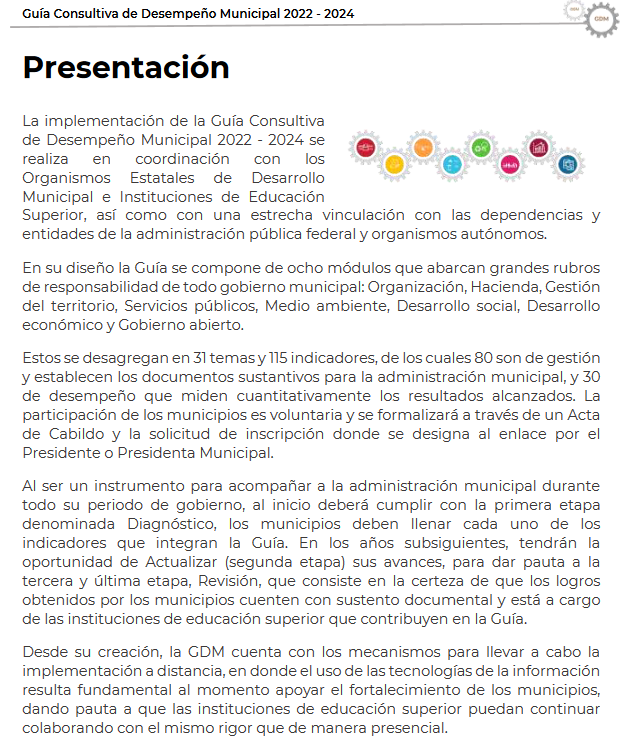 Guía Consultiva de Desempeño Municipal 2022 - 2024
GDM
Presentación
La implementación de la Guía Consultiva
de Desempeño Municipal 2022 - 2024 se
realiza en coordinación con los
Organismos Estatales de Desarrollo
Municipal e Instituciones de Educación
Superior, así como con una estrecha vinculación con las dependencias y
entidades de la administración pública federal y organismos autónomos.
En su diseño la Guía se compone de ocho módulos que abarcan grandes rubros
de responsabilidad de todo gobierno municipal: Organización, Hacienda, Gestión
del territorio, Servicios públicos, Medio ambiente, Desarrollo social, Desarrollo
económico y Gobierno abierto.
Estos se desagregan en 31 temas y 115 indicadores, de los cuales 80 son de gestión
y establecen los documentos sustantivos para la administración municipal, y 30
de desempeño que miden cuantitativamente los resultados alcanzados. La
participación de los municipios es voluntaria y se formalizará a través de un Acta
de Cabildo y la solicitud de inscripción donde se designa al enlace por el
Presidente o Presidenta Municipal.
Al ser un instrumento para acompañar a la administración municipal durante
todo su periodo de gobierno, al inicio deberá cumplir con la primera etapa
denominada Diagnóstico, los municipios deben llenar cada uno de los
indicadores que integran la Guía. En los años subsiguientes, tendrán la
oportunidad de Actualizar (segunda etapa) sus avances, para dar pauta a la
tercera y última etapa, Revisión, que consiste en la certeza de que los logros
obtenidos por los municipios cuenten con sustento documental y está a cargo
de las instituciones de educación superior que contribuyen en la Guía.
Desde su creación, la GDM cuenta con los mecanismos para llevar a cabo la
implementación a distancia, en donde el uso de las tecnologías de la información
resulta fundamental al momento apoyar el fortalecimiento de los municipios,
dando pauta a que las instituciones de educación superior puedan continuar
colaborando con el mismo rigor que de manera presencial.